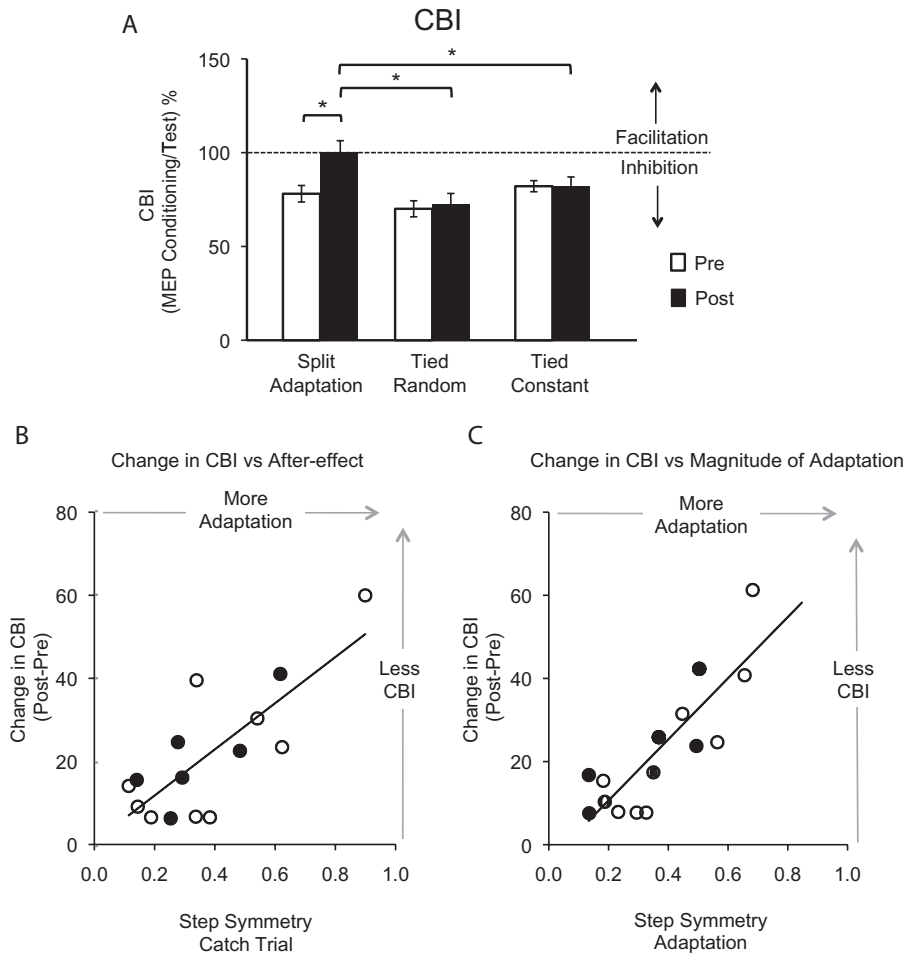 A
CBI
CBI
(MEP Conditioning/Test) %
150
100
50
0
*
*
*
Facilitation
Inhibition
Pre
Post
Split
Adaptation
Tied
Random
Tied
Constant
B
Change in CBI vs After-effect
More
Adaptation
Change in CBI
(Post-Pre)
80
60
40
20
0
Less
CBI
0.0 0.2 0.4 0.6 0.8 1.0
Step Symmetry
Catch Trial
C
Change in CBI vs Magnitude of Adaptation
More
Adaptation
Change in CBI
(Post-Pre)
80
60
40
20
0
Less
CBI
0.0 0.2 0.4 0.6 0.8 1.0
Step Symmetry
Adaptation